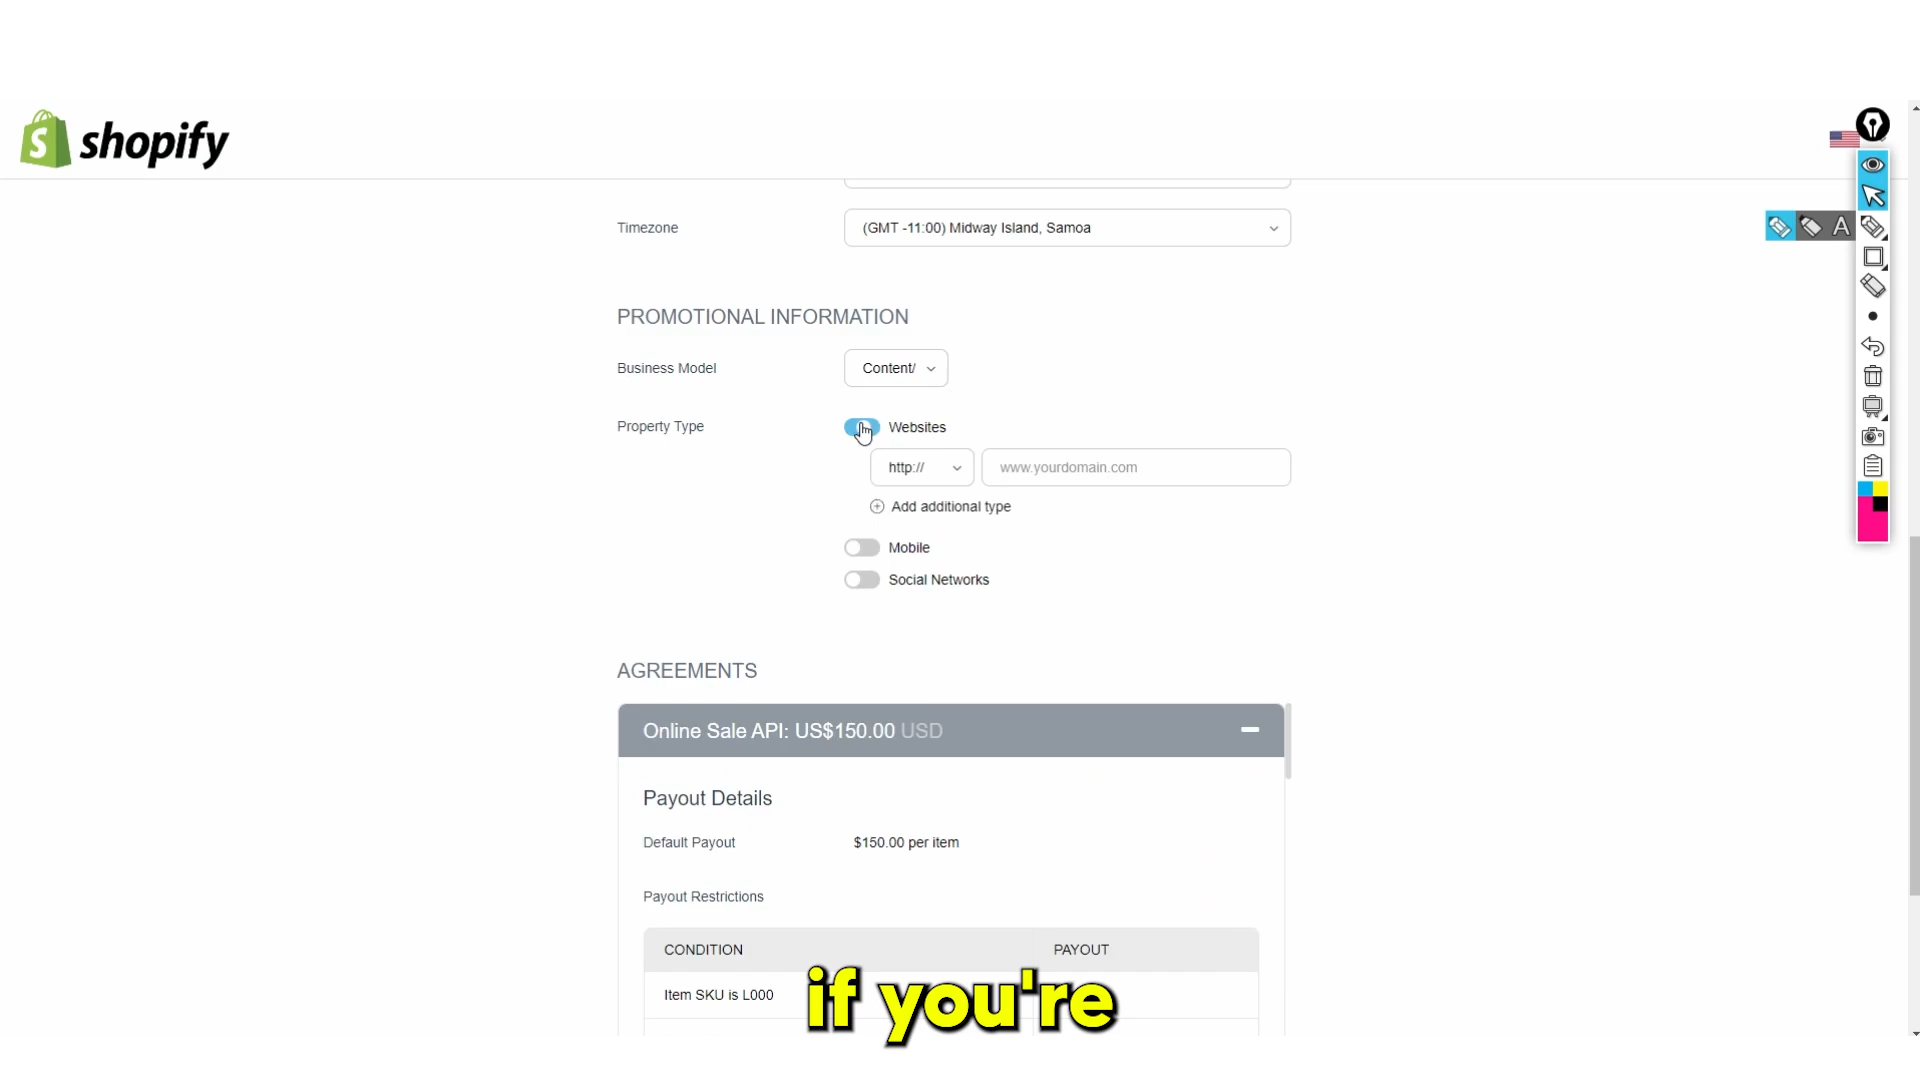 shopify
Timezone
(GMT -11:00) Midway Island, Samoa
A
PROMOTIONAL INFORMATION
Business Model
Content/
Property Type
Websites
http://
www.yourdomain.com
Add additional type
Mobile
Social Networks
AGREEMENTS
Online Sale API: US$150.00 USD
Payout Details
Default Payout
$150.00 per item
Payout Restrictions
CONDITION
PAYOUT
Item SKU is L000
if you're